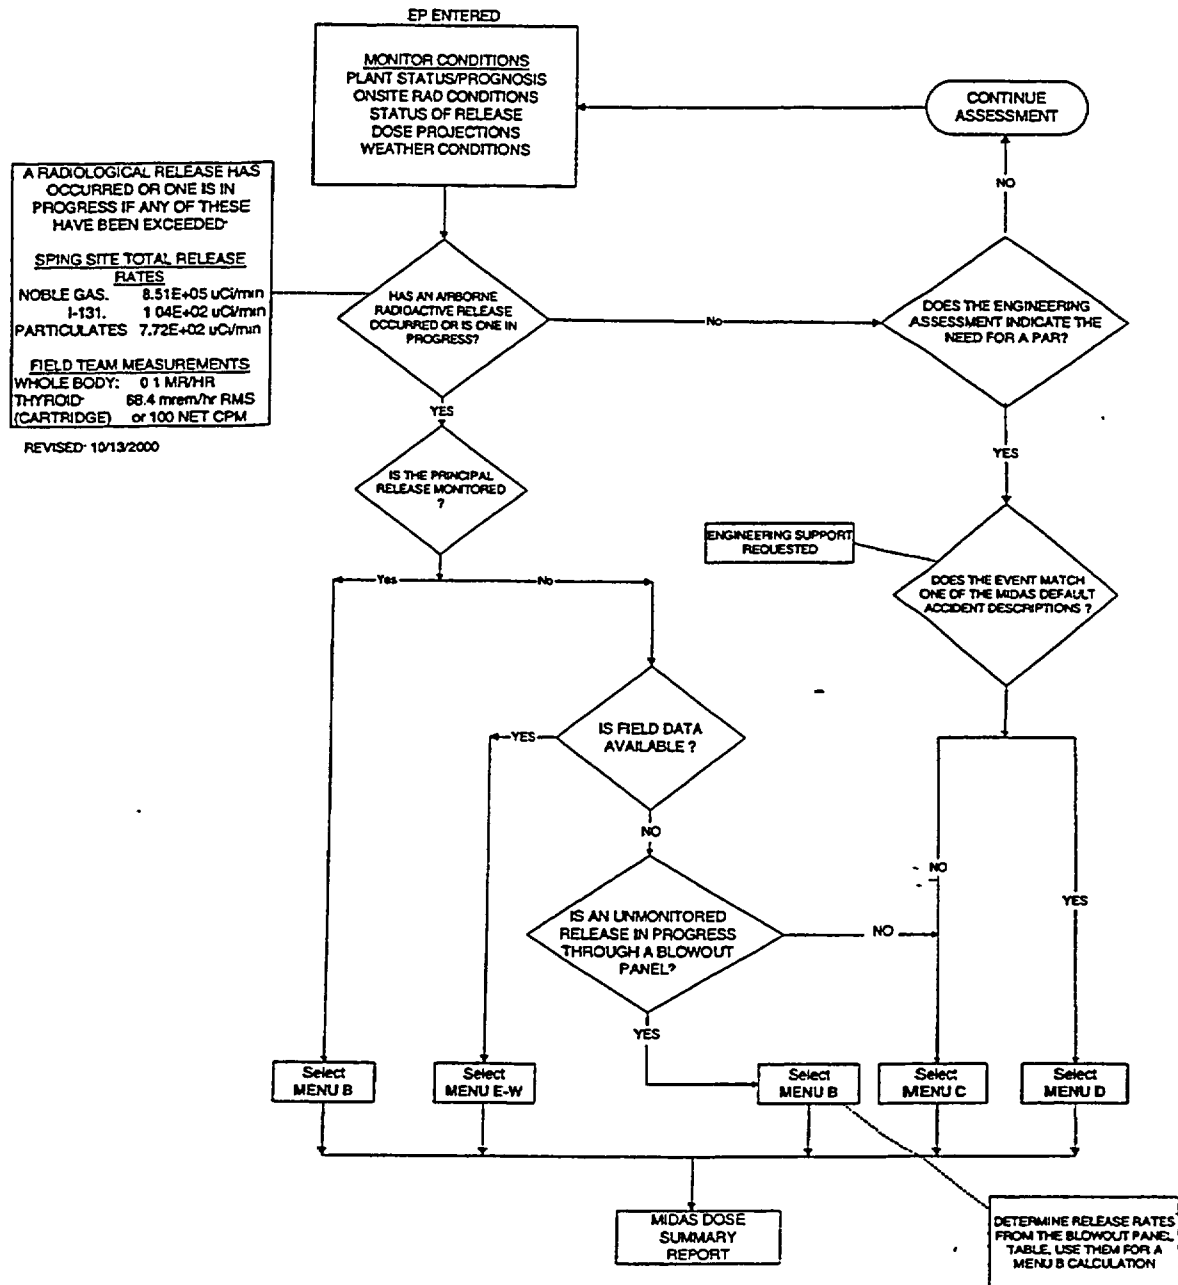 EP ENTERED
MONITOR CONDITIONS
PLANT STATUS/PROGNOSIS
ONSITE RAD CONDITIONS
STATUS OF RELEASE
DOSE PROJECTIONS
WEATHER CONDITIONS
CONTINUE
ASSESSMENT
A RADIOLOGICAL RELEASE HAS
OCCURRED OR ONE IS IN
PROGRESS IF ANY OF THESE
HAVE BEEN EXCEEDED-
SPING SITE TOTAL RELEASE
RATES
NOBLE GAS. 8.51E+05 uCi/min
I-131. 1 04E+02 uCi/min
PARTICULATES 7.72E+02 uCi/min
FIELD TEAM MEASUREMENTS
WHOLE BODY: 0 1 MR/HR
THYROID- 68.4 mrem/hr RMS
(CARTRIDGE) or 100 NET CPM
REVISED- 10/13/2000
HAS AN AIRBORNE
RADIOACTIVE RELEASE
OCCURRED OR IS ONE IN
PROGRESS?
No
NO
DOES THE ENGINEERING
ASSESSMENT INDICATE THE
NEED FOR A PAR?
YES
YES
IS THE PRINCIPAL
RELEASE MONITORED
?
ENGINEERING SUPPORT
REQUESTED
DOES THE EVENT MATCH
ONE OF THE MIDAS DEFAULT
ACCIDENT DESCRIPTIONS ?
Yes
No
IS FIELD DATA
AVAILABLE ?
YES
NO
NO
YES
IS AN UNMONITORED
RELEASE IN PROGRESS
THROUGH A BLOWOUT
PANEL?
NO
YES
Select
MENU B
Select
MENU E-W
Select
MENU B
Select
MENU C
Select
MENU D
MIDAS DOSE
SUMMARY
REPORT
DETERMINE RELEASE RATES
FROM THE BLOWOUT PANEL
TABLE, USE THEM FOR A
MENU B CALCULATION